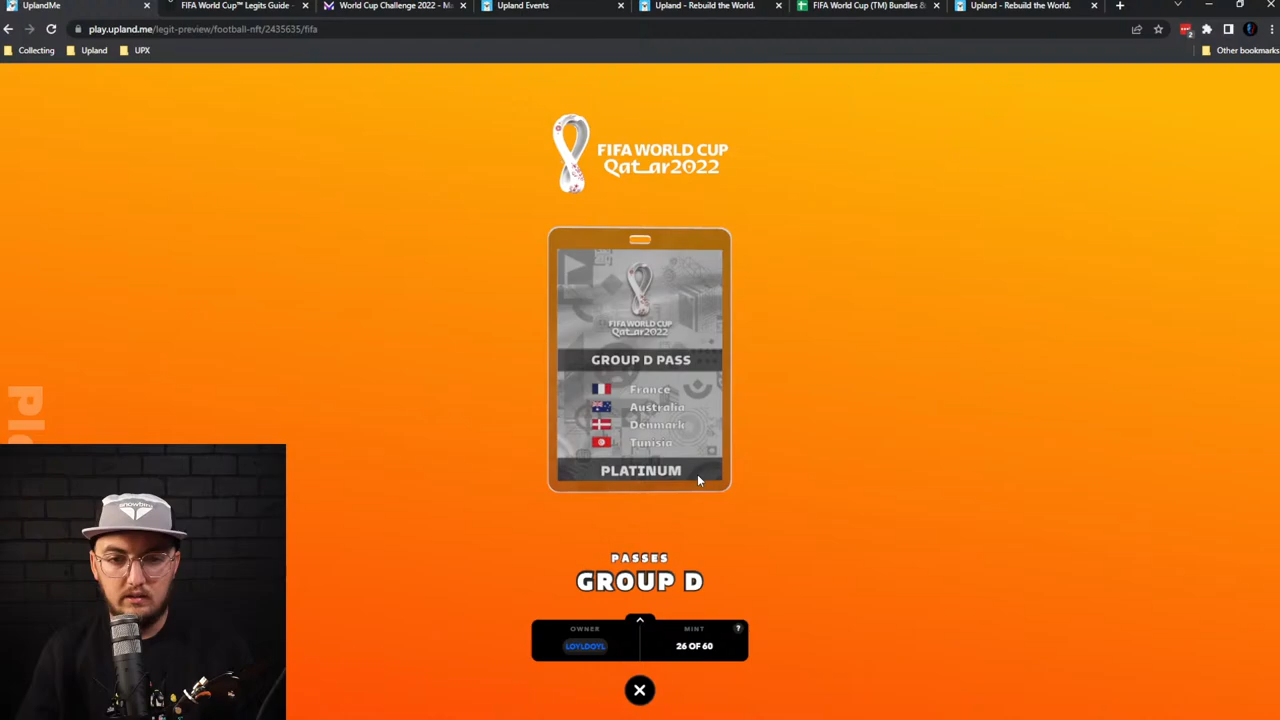 UplandMe
FIFA World Cup™ Legits Guide -
World Cup Challenge 2022 - M
Upland Events
Upland - Rebuild the World.
FIFA World Cup (TM) Bundles &
Upland - Rebuild the World.
play.upland.me/legit-preview/football-nft/2435635/fifa
2
Collecting
Upland
UPX
Other bookmarks
FIFA WORLD CUP
Qatar2022
FIFA WORLD CUP
Qatar2022
GROUP D PASS
France
Australia
Denmark
Tunisia
PLATINUM
Pl
snowbird
PASSES
GROUP D
OWNER
MINT
?
LOYLDOYL
26 OF 60